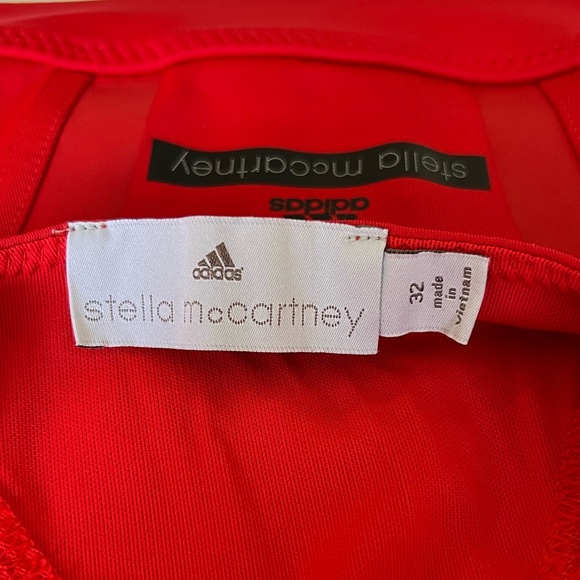 stella mccartney
adidas
adidas
stella mccartney
32
made
in
Vietnam